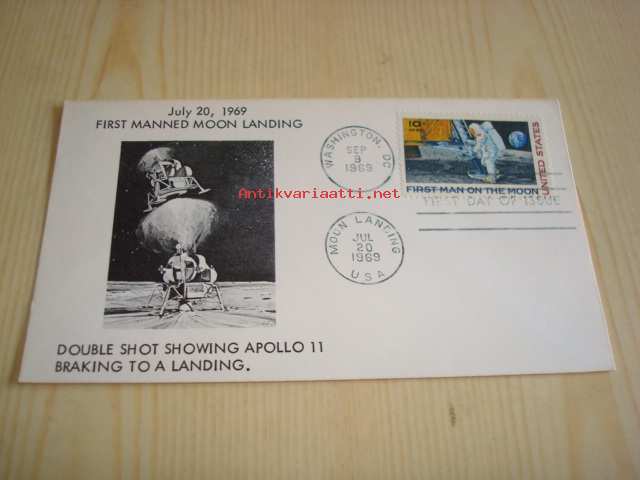 July 20, 1969
FIRST MANNED MOON LANDING
WASHINGTON, DC
SEP
9
1969
10¢
UNITED STATES
FIRST MAN ON THE MOON
FIRST DAY OF ISSUE
Antikvariaatti.net
MOON LANDING
JUL
20
1969
USA
DOUBLE SHOT SHOWING APOLLO 11
BRAKING TO A LANDING.